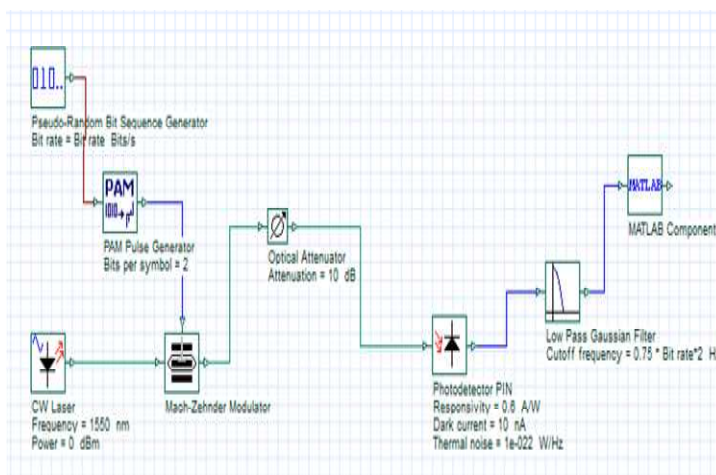 010..
Pseudo-Random Bit Sequence Generator
Bit rate = Bit rate Bits/s
PAM
1010→
PAM Pulse Generator
Bits per symbol = 2
Optical Attenuator
Attenuation = 10 dB
MATLAB
MATLAB Component
Low Pass Gaussian Filter
Cutoff frequency = 0.75 * Bit rate*2 H
CW Laser
Frequency = 1550 nm
Power = 0 dBm
Mach-Zehnder Modulator
Photodetector PIN
Responsivity = 0.6 A/W
Dark current = 10 nA
Thermal noise = 1e-022 W/Hz